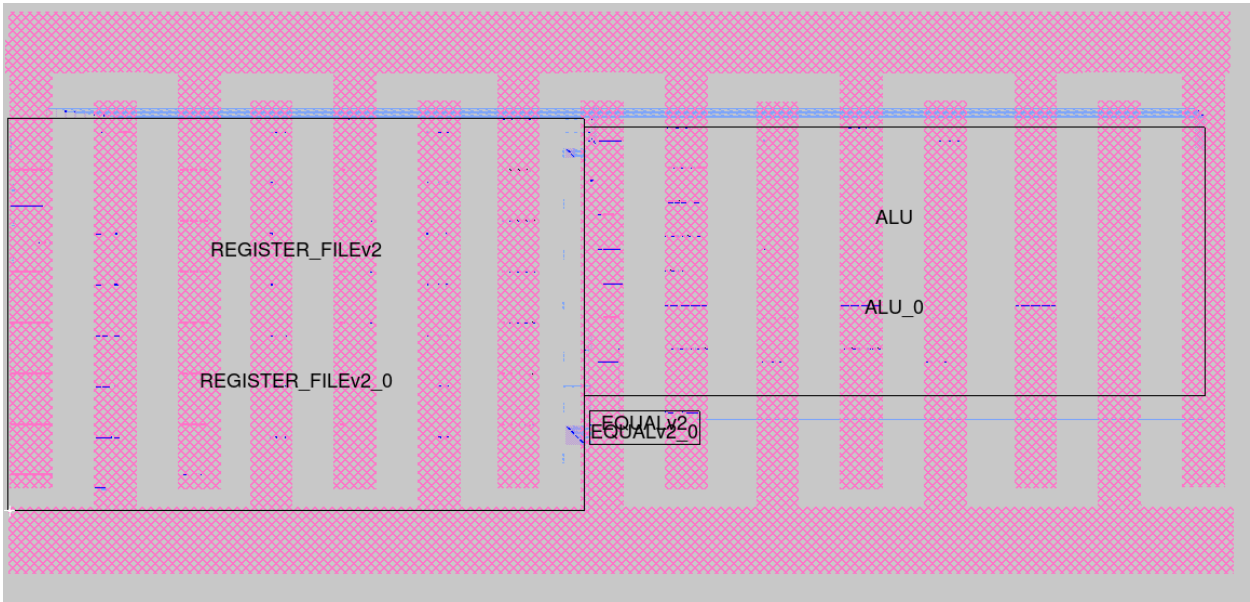 REGISTER_FILEv2
REGISTER_FILEv2_0
ALU
ALU_0
EQUALv2
EQUALv2_0